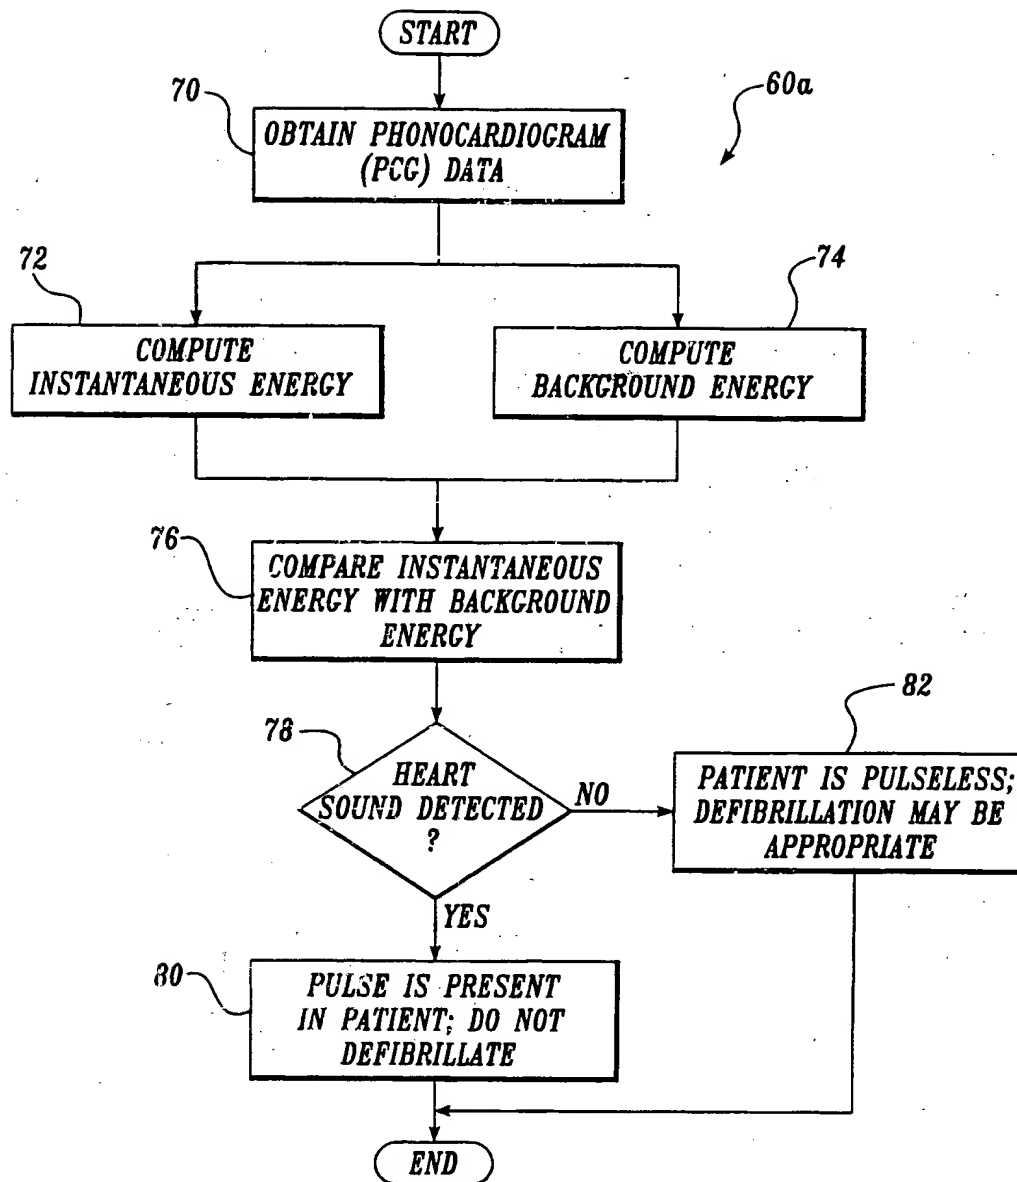 START
70
60a
OBTAIN PHONOCARDIOGRAM
(PCG) DATA
72
74
COMPUTE
INSTANTANEOUS ENERGY
COMPUTE
BACKGROUND ENERGY
76
COMPARE INSTANTANEOUS
ENERGY WITH BACKGROUND
ENERGY
78
HEART
SOUND DETECTED
?
NO
82
PATIENT IS PULSELESS;
DEFIBRILLATION MAY BE
APPROPRIATE
YES
80
PULSE IS PRESENT
IN PATIENT; DO NOT
DEFIBRILLATE
END